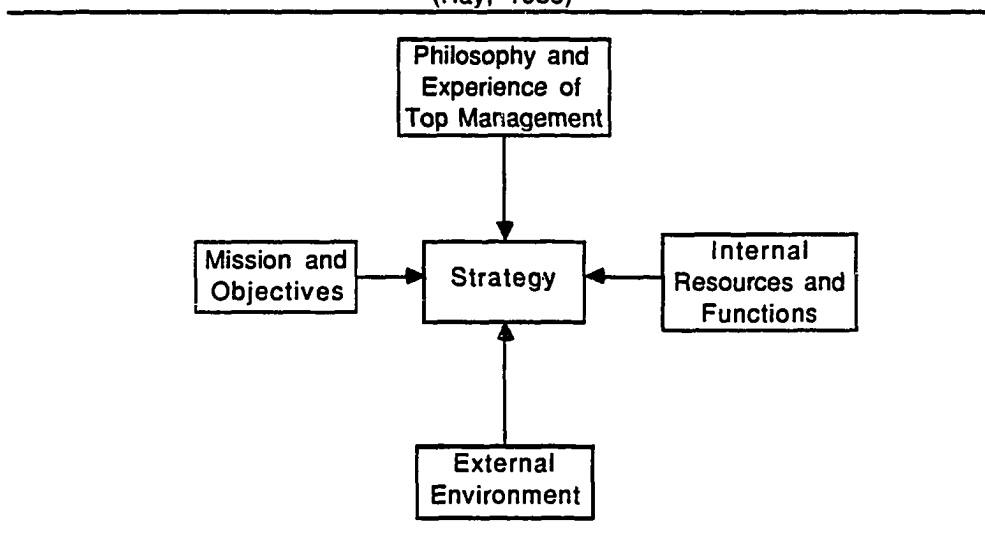 Philosophy and
Experience of
Top Management
Mission and
Objectives
Strategy
Internal
Resources and
Functions
External
Environment